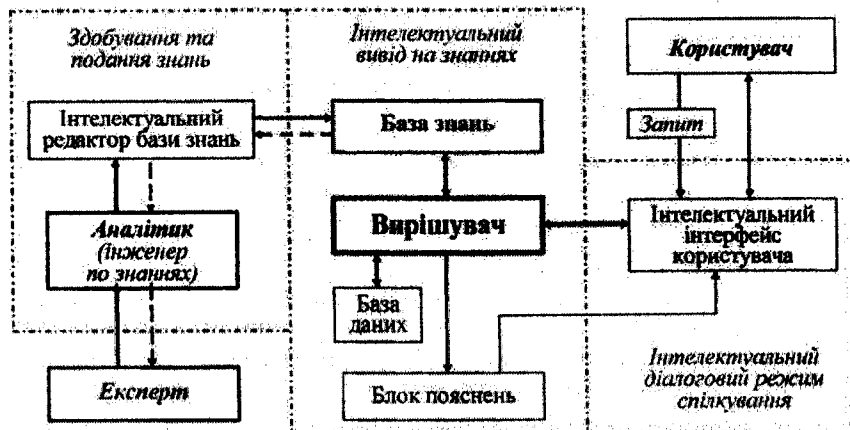 Здобування та
подання знань
Інтелектуальний
редактор бази знань
Аналітик
(інженер
по знаннях)
Експерт
Інтелектуальний
вивід на знаннях
База знань
Вирішувач
База
даних
Блок пояснень
Користувач
Запит
Інтелектуальний
інтерфейс
користувача
Інтелектуальний
діалоговий режим
спілкування